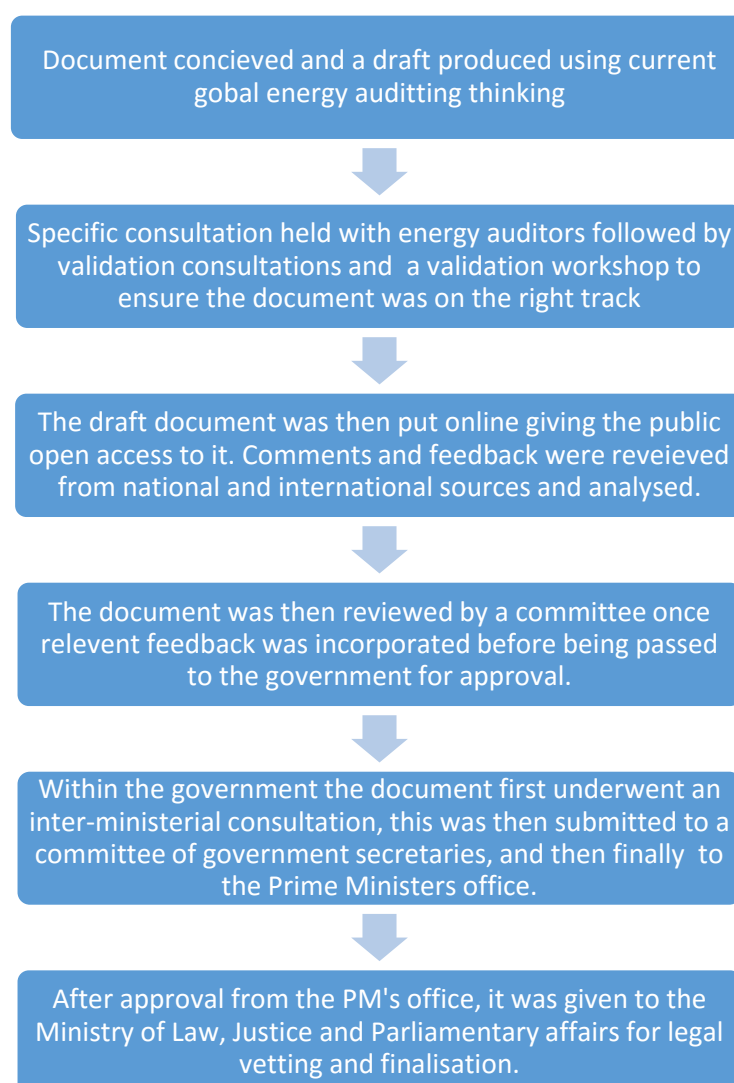 Document concieved and a draft produced using current
gobal energy auditting thinking
Specific consultation held with energy auditors followed by
validation consultations and a validation workshop to
ensure the document was on the right track
The draft document was then put online giving the public
open access to it. Comments and feedback were reveieved
from national and international sources and analysed.
The document was then reviewed by a committee once
relevent feedback was incorporated before being passed
to the government for approval.
Within the government the document first underwent an
inter-ministerial consultation, this was then submitted to a
committee of government secretaries, and then finally to
the Prime Ministers office.
After approval from the PM's office, it was given to the
Ministry of Law, Justice and Parliamentary affairs for legal
vetting and finalisation.